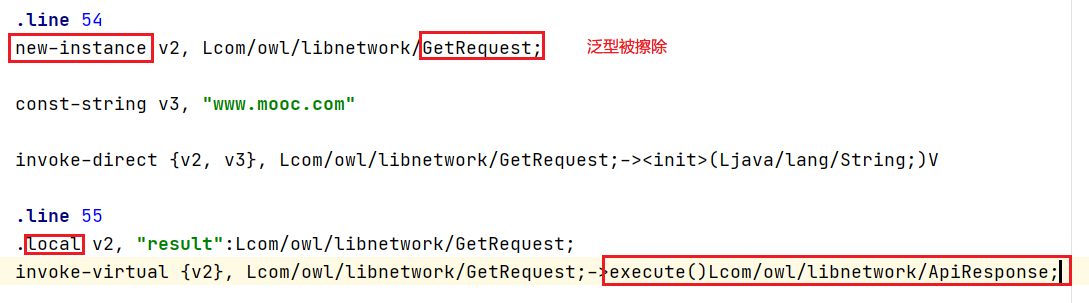 .line 54
new-instance v2, Lcom/owl/libnetwork/GetRequest; 泛型被擦除
const-string v3, "www.mooc.com"
invoke-direct {v2, v3}, Lcom/owl/libnetwork/GetRequest;-><init>(Ljava/lang/String;)V
.line 55
.local v2, "result":Lcom/owl/libnetwork/GetRequest;
invoke-virtual {v2}, Lcom/owl/libnetwork/GetRequest;->execute()Lcom/owl/libnetwork/ApiResponse;